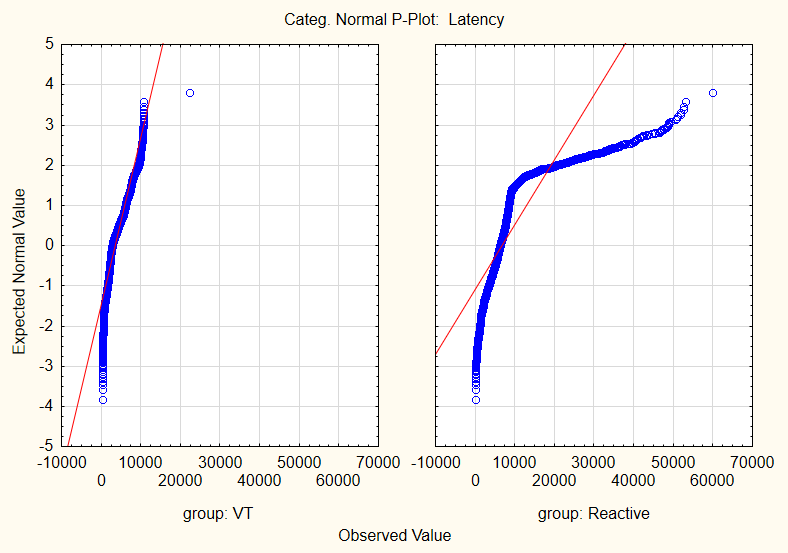 Categ. Normal P-Plot: Latency
Expected Normal Value
5
4
3
2
1
0
-1
-2
-3
-4
-5
-10000 10000 30000 50000 70000
0 20000 40000 60000
group: VT
-10000 10000 30000 50000 70000
0 20000 40000 60000
group: Reactive
Observed Value